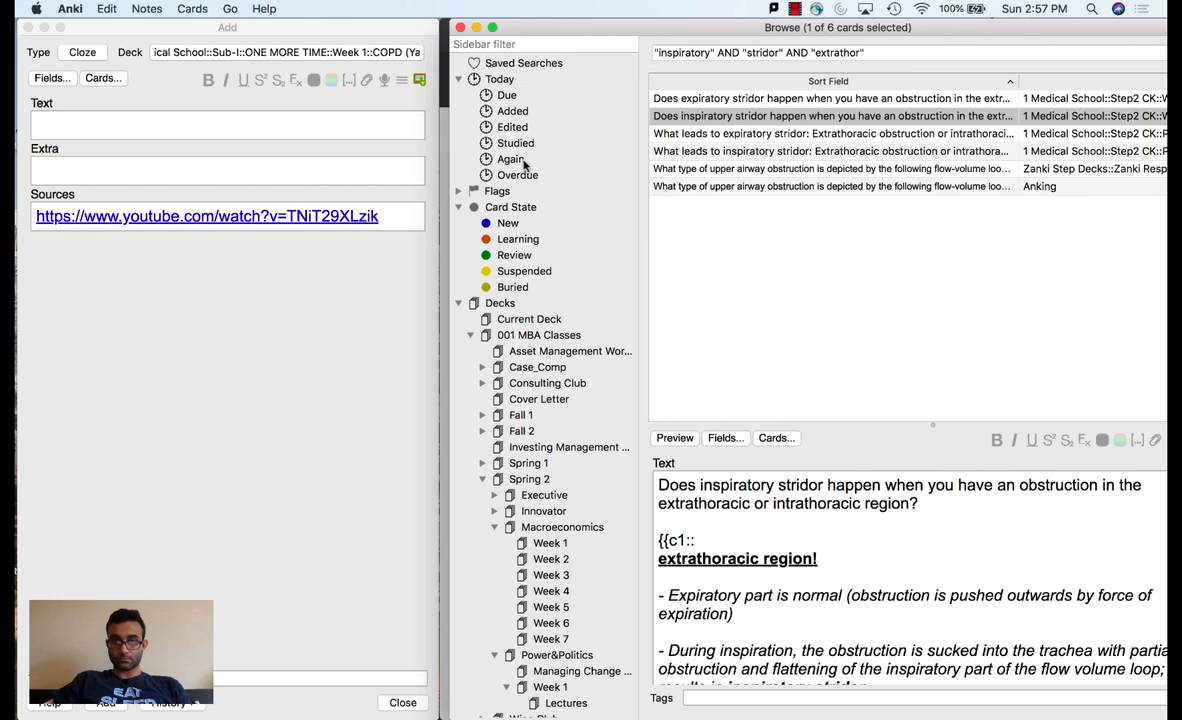 Anki Edit Notes Cards Go Help 100% Sun 2:57 PM
Add
Type Cloze Deck ical School::Sub-I::ONE MORE TIME::Week 1::COPD (Ya
Fields... Cards...
Text
Extra
Sources
https://www.youtube.com/watch?v=TNiT29XLzik
EAT
SLEEP
Help Add History Close
Browse (1 of 6 cards selected)
Sidebar filter
Saved Searches
Today
Due
Added
Edited
Studied
Again
Overdue
Flags
Card State
New
Learning
Review
Suspended
Buried
Decks
Current Deck
001 MBA Classes
Asset Management Wor...
Case_Comp
Consulting Club
Cover Letter
Fall 1
Fall 2
Investing Management ...
Spring 1
Spring 2
Executive
Innovator
Macroeconomics
Week 1
Week 2
Week 3
Week 4
Week 5
Week 6
Week 7
Power&Politics
Managing Change ...
Week 1
Lectures
"inspiratory" AND "stridor" AND "extrathor"
Sort Field
Does expiratory stridor happen when you have an obstruction in the extr... 1 Medical School::Step2 CK::
Does inspiratory stridor happen when you have an obstruction in the extr... 1 Medical School::Step2 CK::
What leads to expiratory stridor: Extrathoracic obstruction or intrathoraci... 1 Medical School::Step2 CK::
What leads to inspiratory stridor: Extrathoracic obstruction or intrathora... 1 Medical School::Step2 CK::
What type of upper airway obstruction is depicted by the following flow-volume loo... Zanki Step Decks::Zanki Resp
What type of upper airway obstruction is depicted by the following flow-volume loo... Anking
Preview Fields... Cards...
Text
Does inspiratory stridor happen when you have an obstruction in the
extrathoracic or intrathoracic region?
{{c1::
extrathoracic region!
- Expiratory part is normal (obstruction is pushed outwards by force of
expiration)
- During inspiration, the obstruction is sucked into the trachea with partia
obstruction and flattening of the inspiratory part of the flow volume loop;
results in inspiratory stridor
Tags